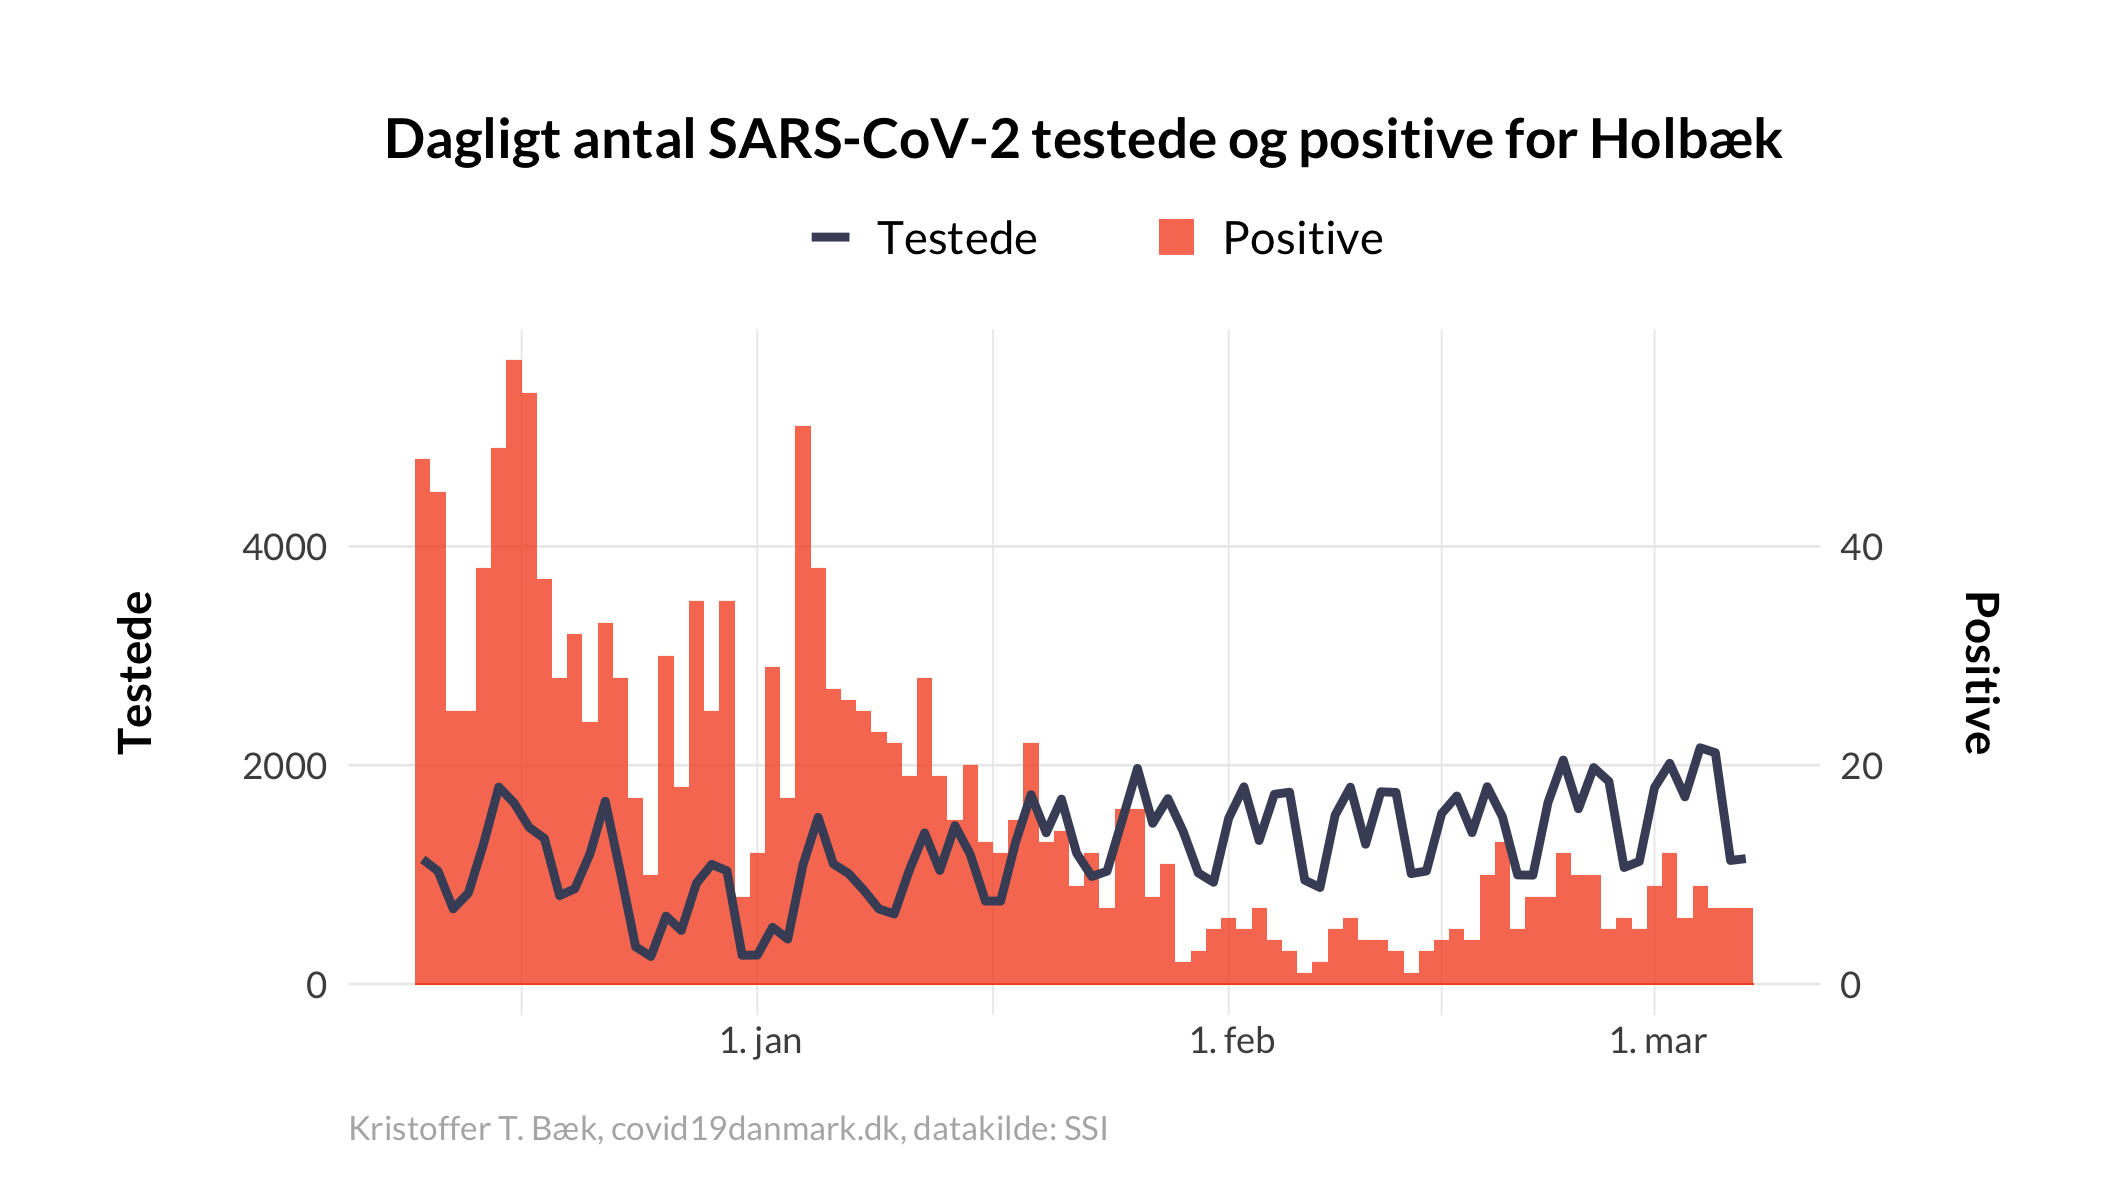 Dagligt antal SARS-CoV-2 testede og positive for Holbæk
Testede
Positive
4000
2000
0
Testede
40
20
0
Positive
1. jan
1. feb
1. mar
Kristoffer T. Bæk, covid19danmark.dk, datakilde: SSI